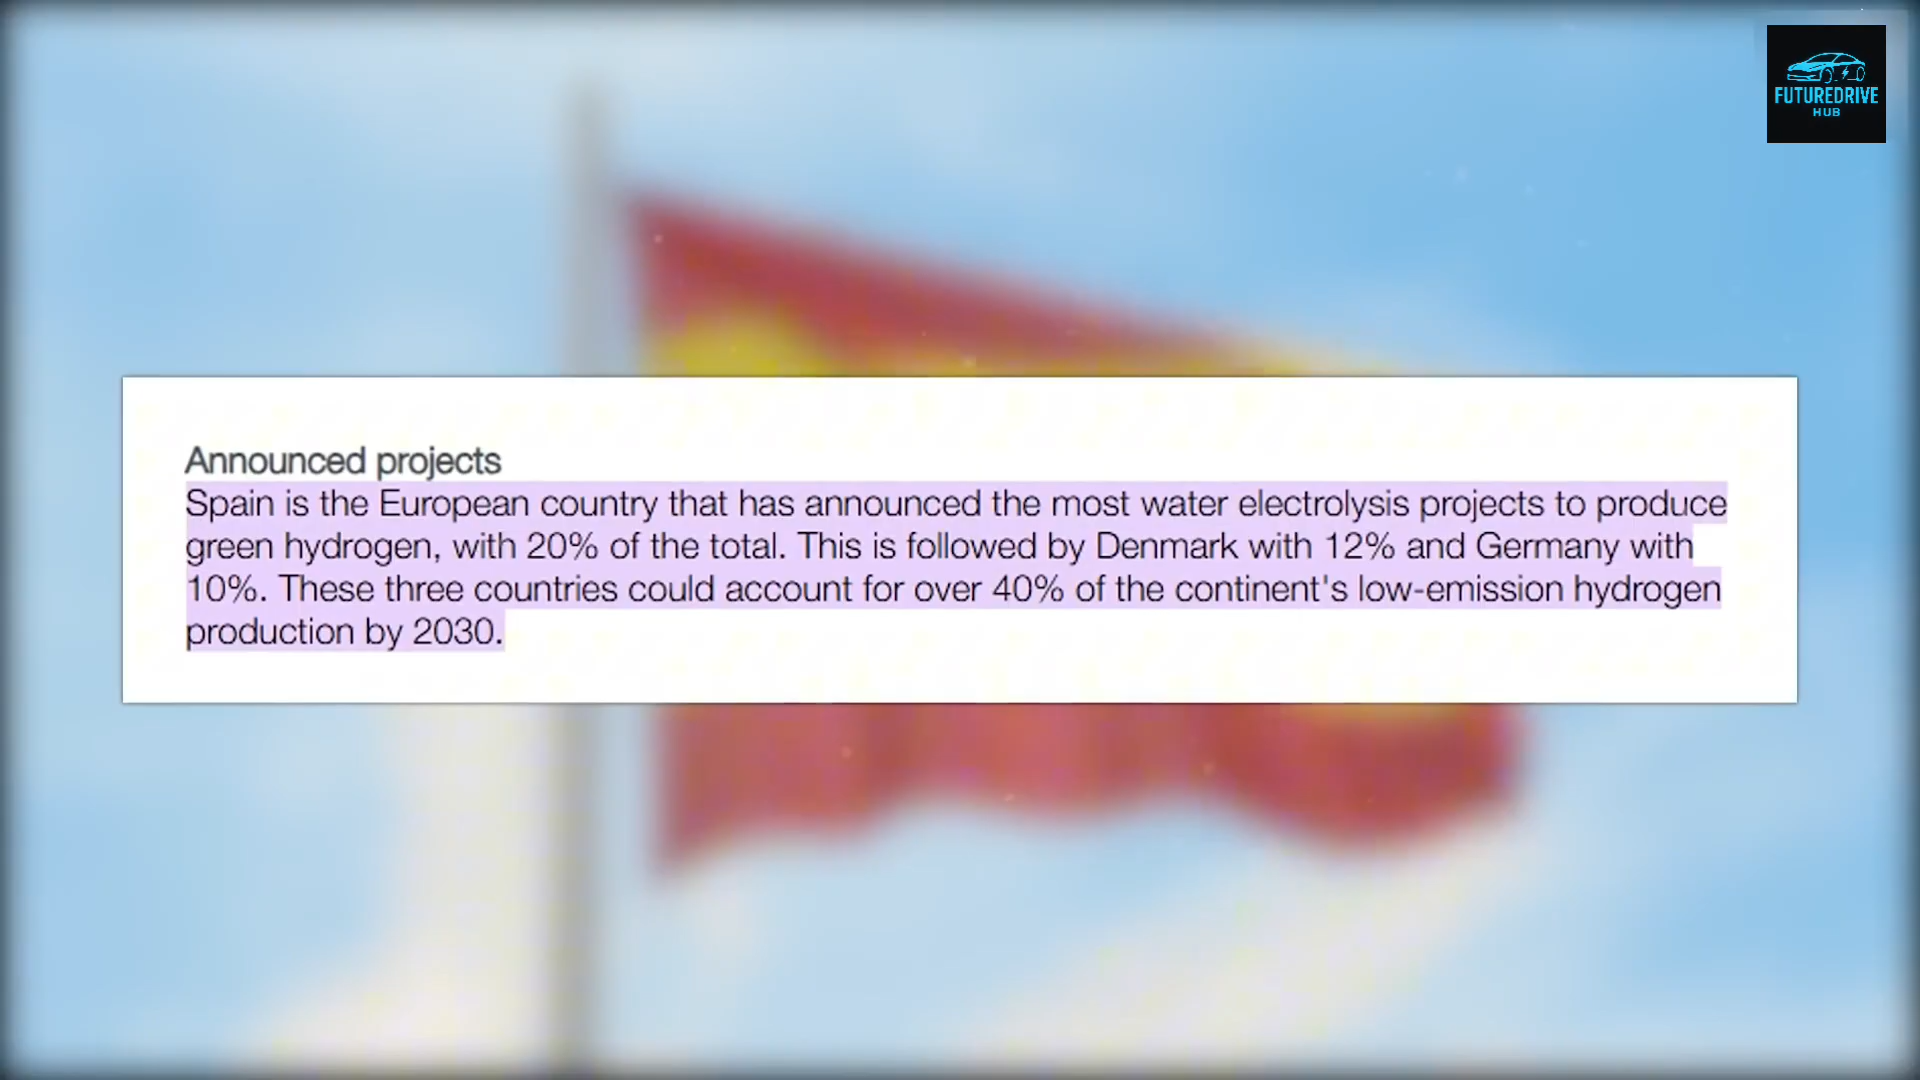 FUTUREDRIVE
HUB
Announced projects
Spain is the European country that has announced the most water electrolysis projects to produce
green hydrogen, with 20% of the total. This is followed by Denmark with 12% and Germany with
10%. These three countries could account for over 40% of the continent's low-emission hydrogen
production by 2030.